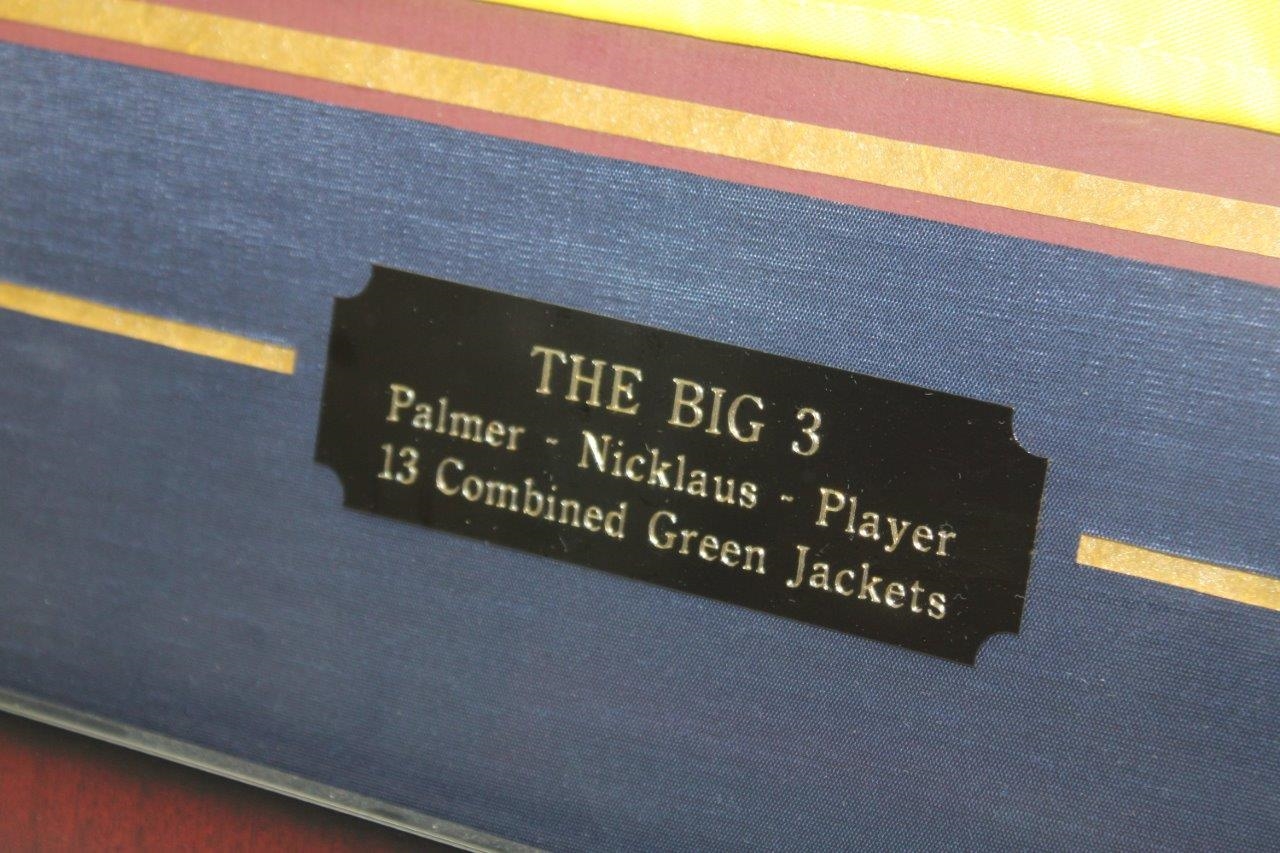 THE BIG 3
Palmer - Nicklaus - Player
13 Combined Green Jackets